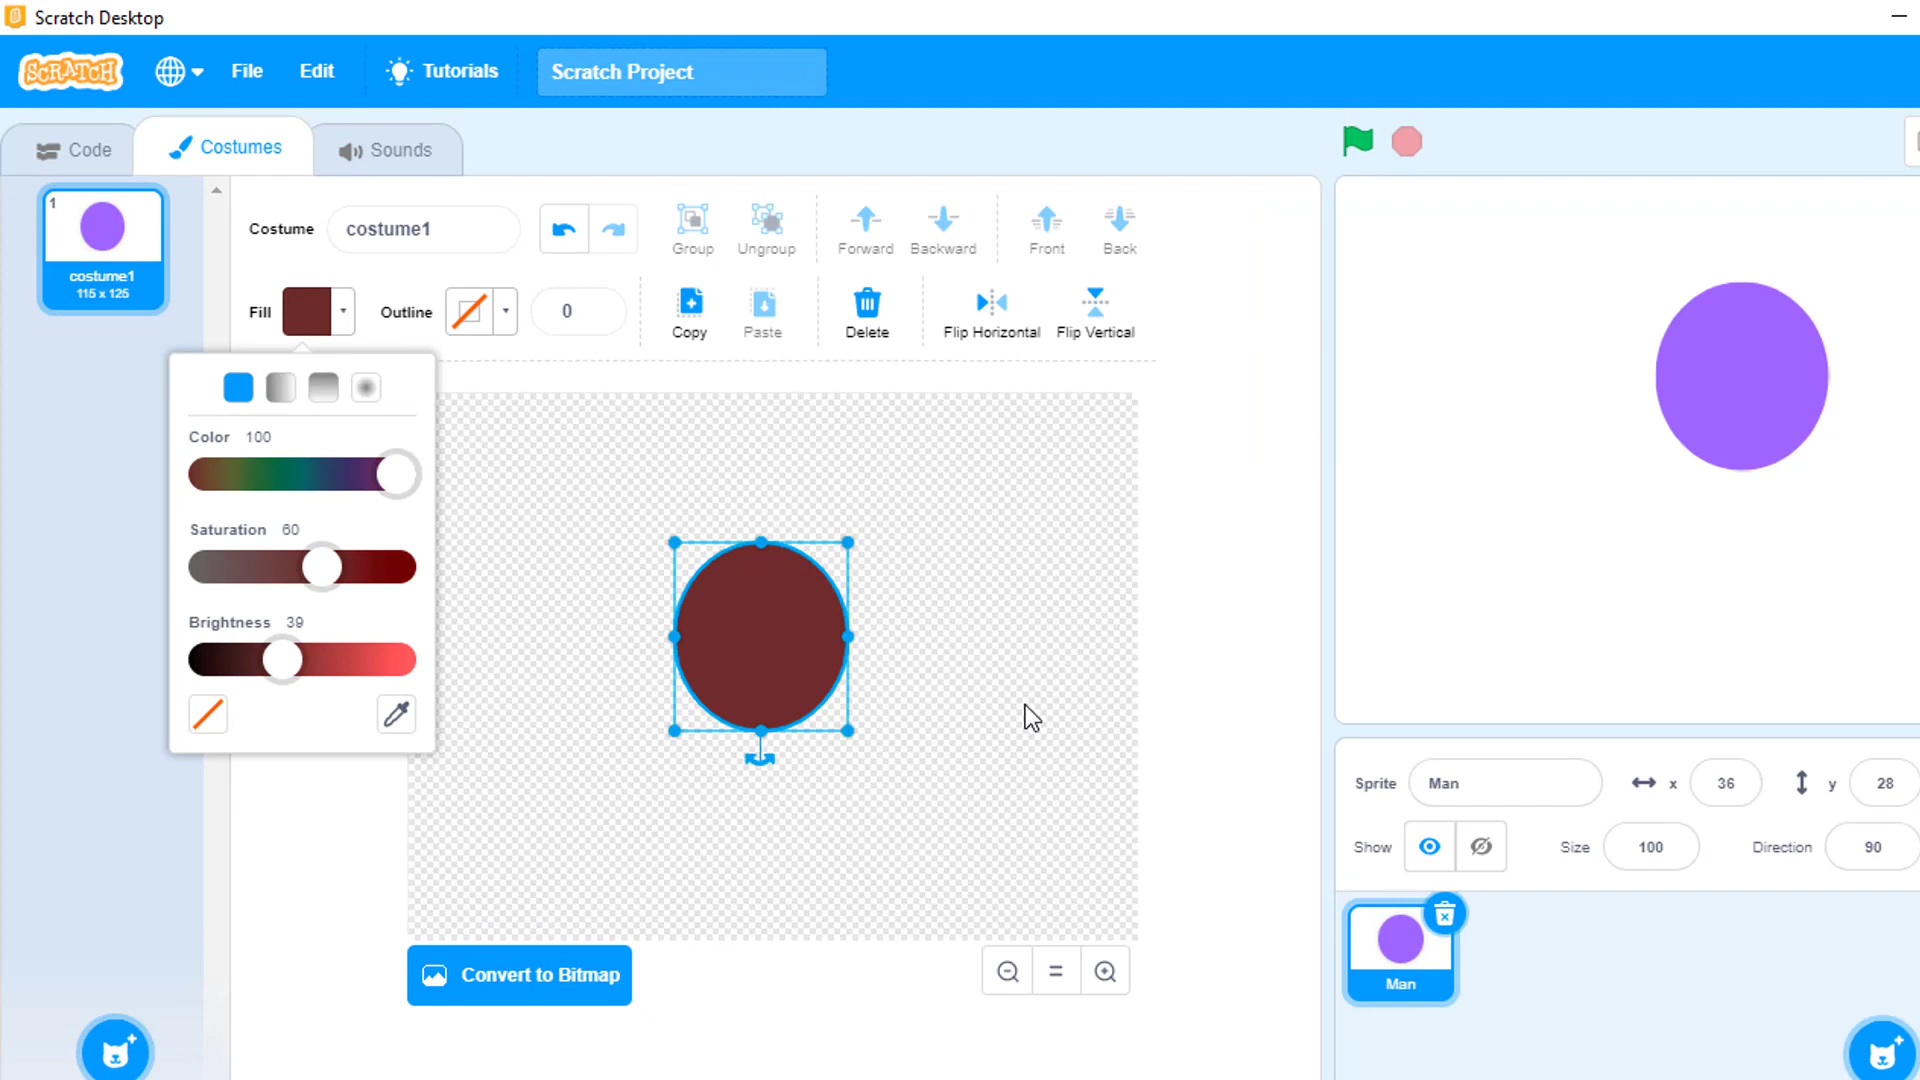 Scratch Desktop
SCRATCH
File
Edit
Tutorials
Scratch Project
Code
Costumes
Sounds
1
costume1
115 x 125
Costume
costume1
Group
Ungroup
Forward
Backward
Front
Back
Fill
Outline
0
Copy
Paste
Delete
Flip Horizontal
Flip Vertical
Color 100
Saturation 60
Brightness 39
Convert to Bitmap
Sprite
Man
x
36
y
28
Show
Size
100
Direction
90
Man